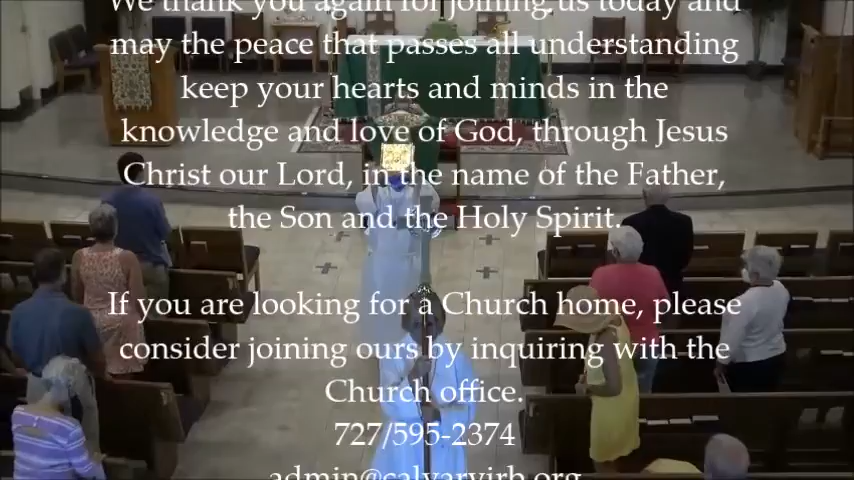 We thank you again for joining us today and
may the peace that passes all understanding
keep your hearts and minds in the
knowledge and love of God, through Jesus
Christ our Lord, in the name of the Father,
the Son and the Holy Spirit.
If you are looking for a Church home, please
consider joining ours by inquiring with the
Church office.
727/595-2374
admin@calvaryirb.org